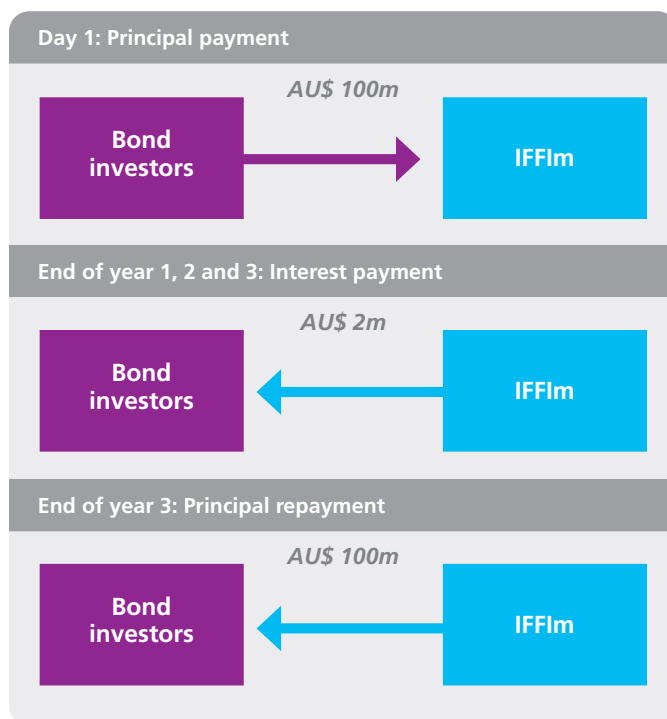 Day 1: Principal payment
AU$ 100m
Bond
investors
IFFIm
End of year 1, 2 and 3: Interest payment
AU$ 2m
Bond
investors
IFFIm
End of year 3: Principal repayment
AU$ 100m
Bond
investors
IFFIm